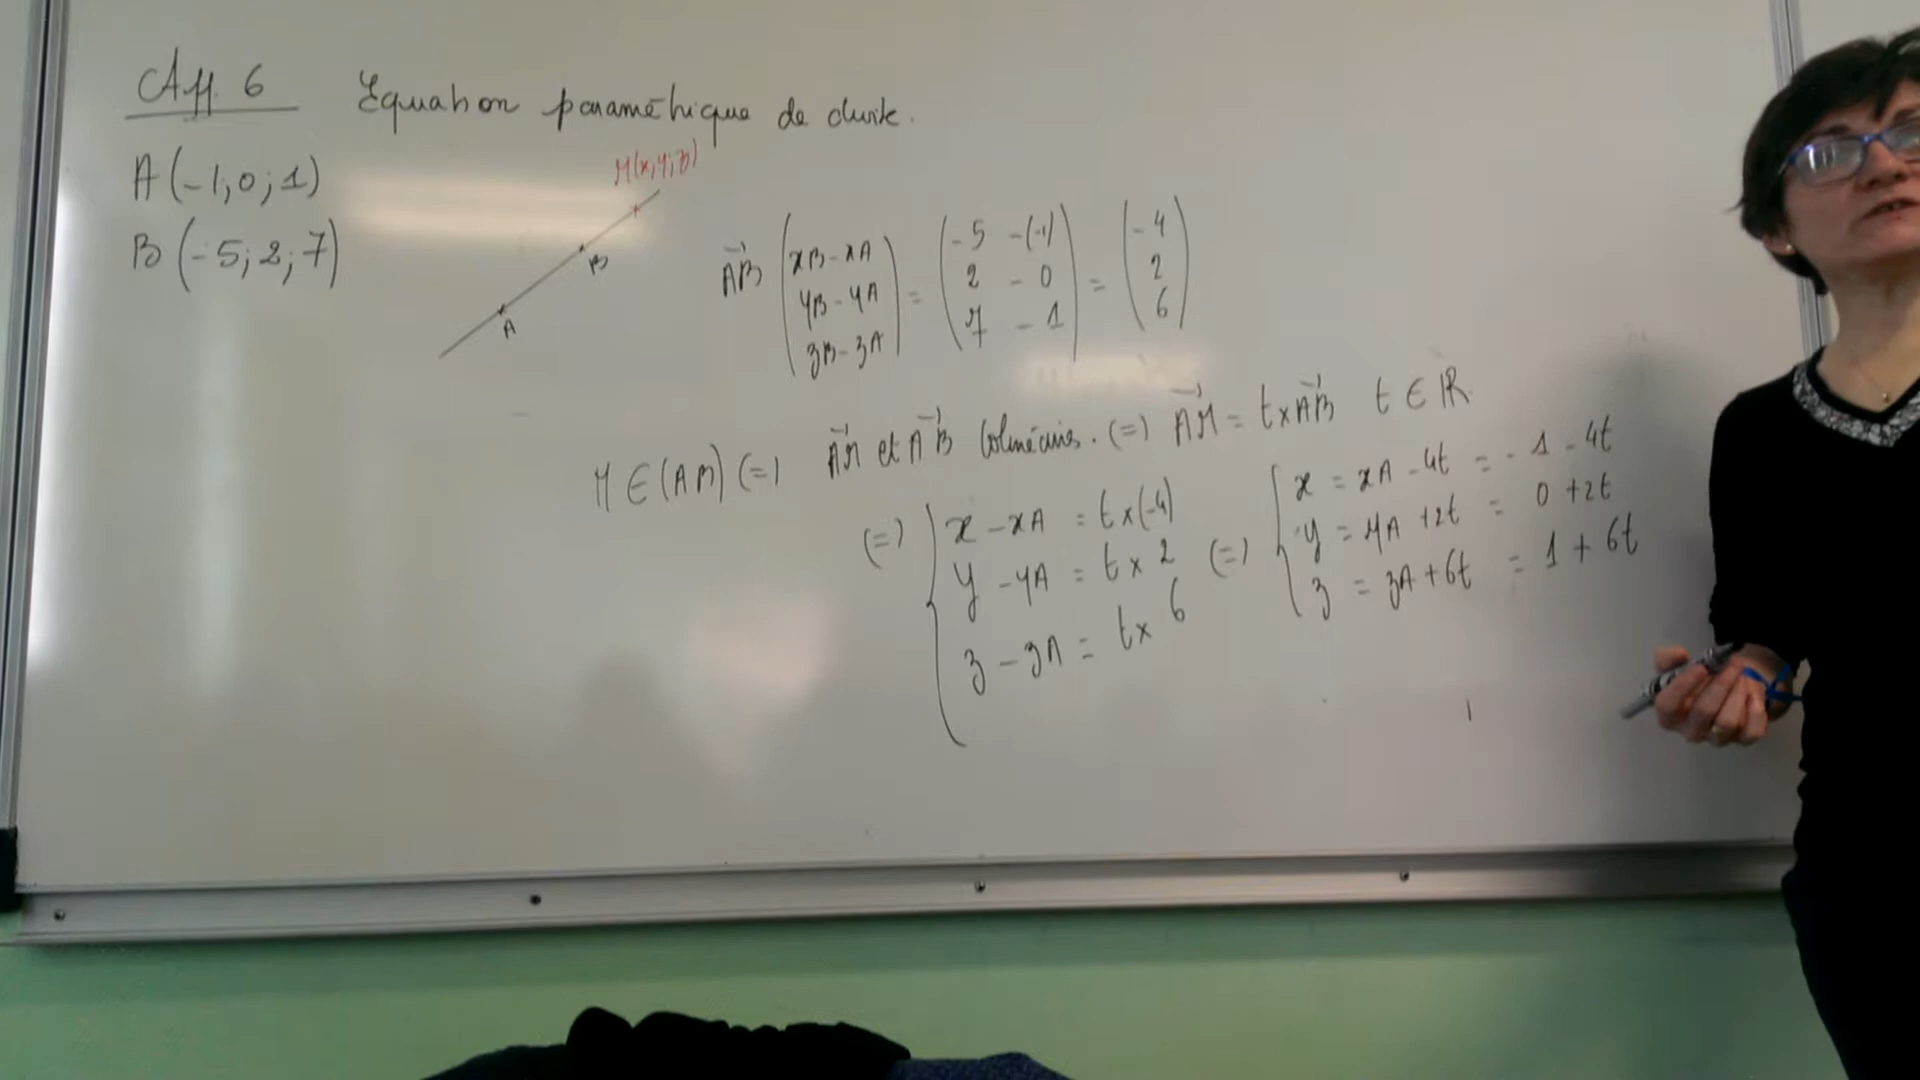 Aff. 6 Equation paramétrique de droite.
A (-1; 0; 1)
B (-5; 2; 7)
M(x; y; z)
A
B
AB⃗ (xB - xA ; yB - yA ; zB - zA) = (-5 -(-1) ; 2 - 0 ; 7 - 1) = (-4 ; 2 ; 6)
M ∈ (AB) (=) AM⃗ et AB⃗ colinéaires. (=) AM⃗ = t×AB⃗ t ∈ ℝ
(=) { x - xA = t×(-4) (=) { x = xA - 4t = -1 - 4t
y - yA = t × 2 y = yA + 2t = 0 + 2t
z - zA = t× 6 z = zA + 6t = 1 + 6t